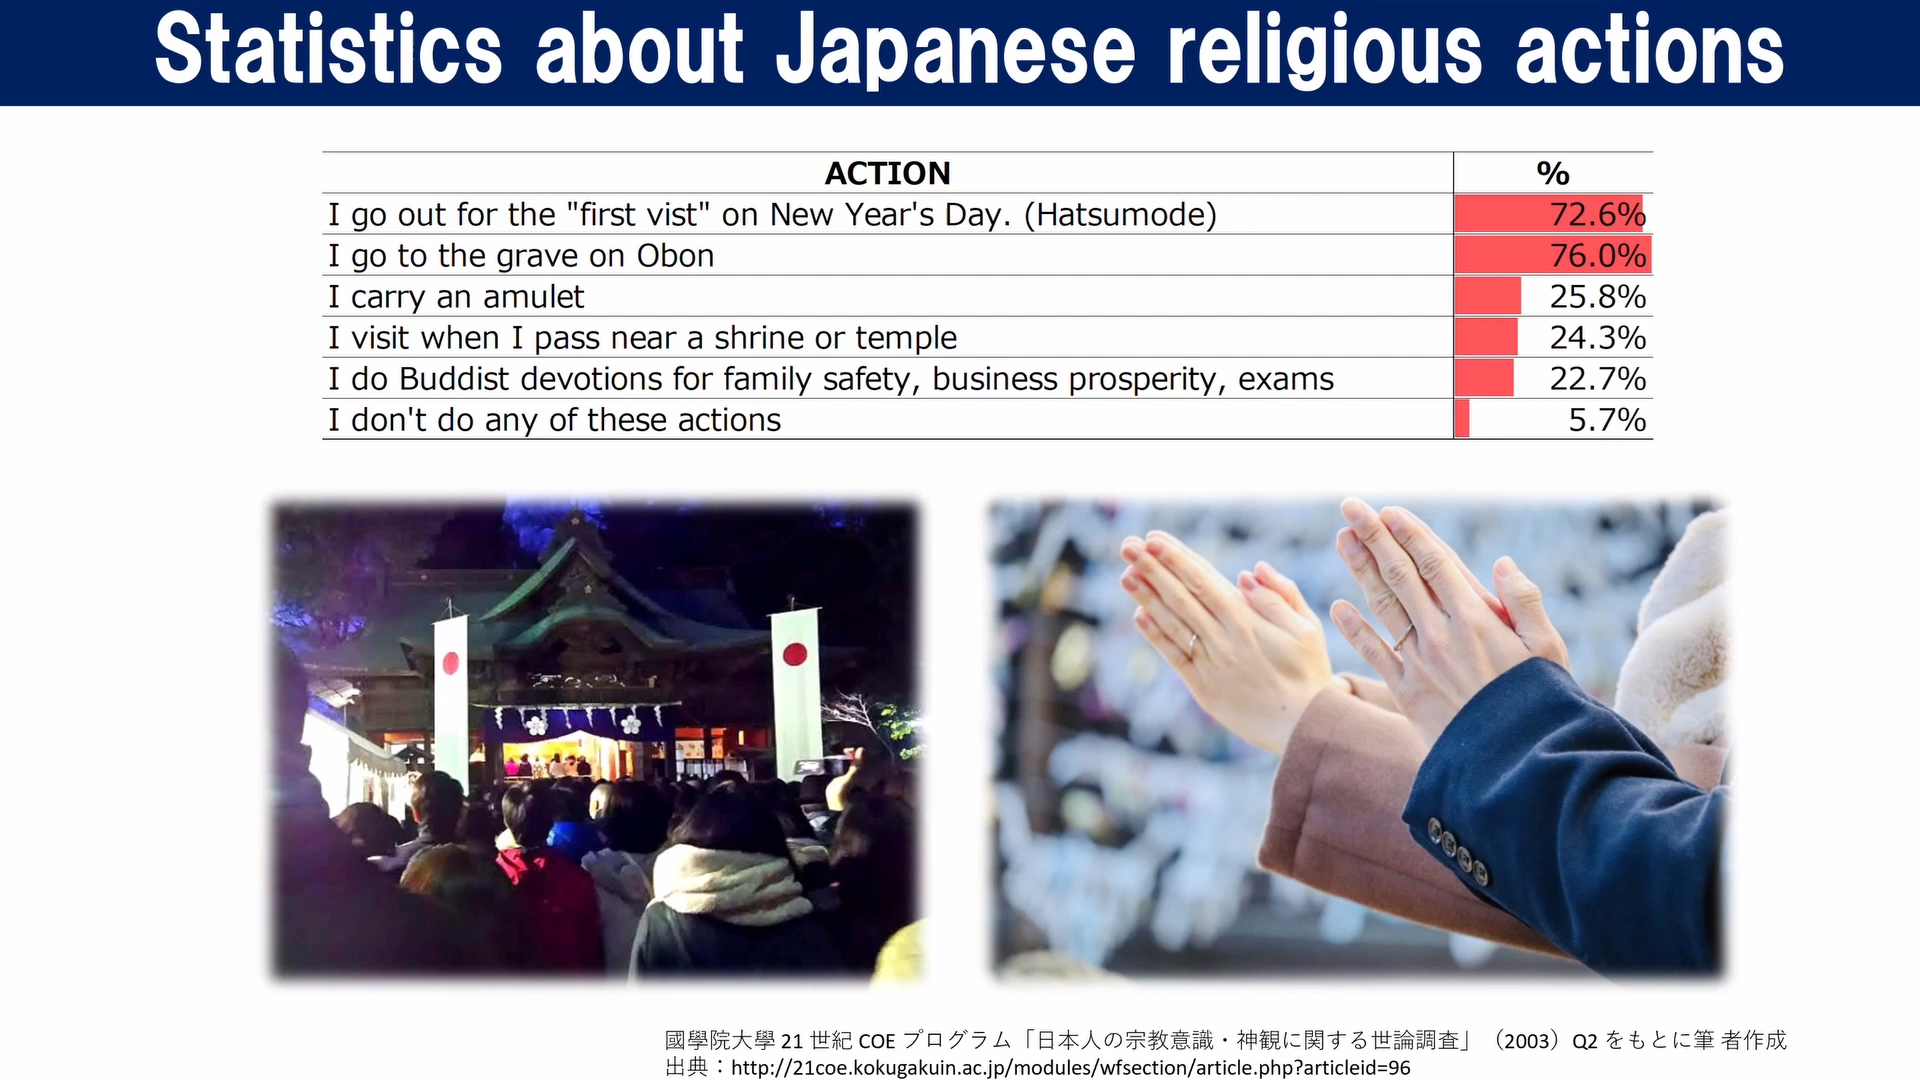 Statistics about Japanese religious actions
ACTION %
I go out for the "first vist" on New Year's Day. (Hatsumode) 72.6%
I go to the grave on Obon 76.0%
I carry an amulet 25.8%
I visit when I pass near a shrine or temple 24.3%
I do Buddist devotions for family safety, business prosperity, exams 22.7%
I don't do any of these actions 5.7%
國學院大學 21 世紀 COE プログラム「日本人の宗教意識・神観に関する世論調査」（2003）Q2 をもとに筆 者作成
出典：http://21coe.kokugakuin.ac.jp/modules/wfsection/article.php?articleid=96